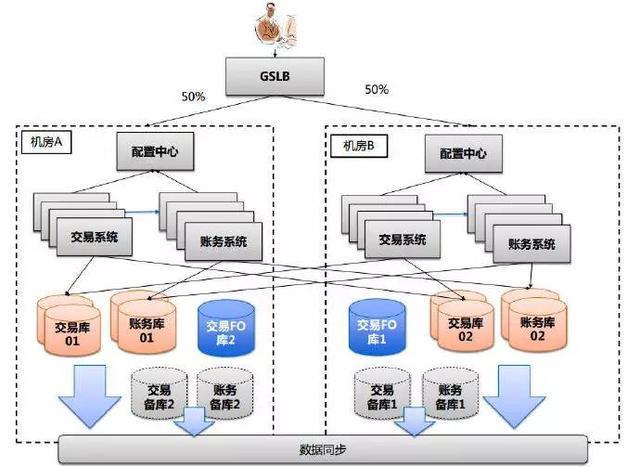 GSLB
50%
50%
机房A
机房B
配置中心
配置中心
交易系统
账务系统
交易系统
账务系统
交易库
01
账务库
01
交易FO
库2
交易FO
库1
交易库
02
账务库
02
交易
备库2
账务
备库2
交易
备库1
账务
备库1
数据同步